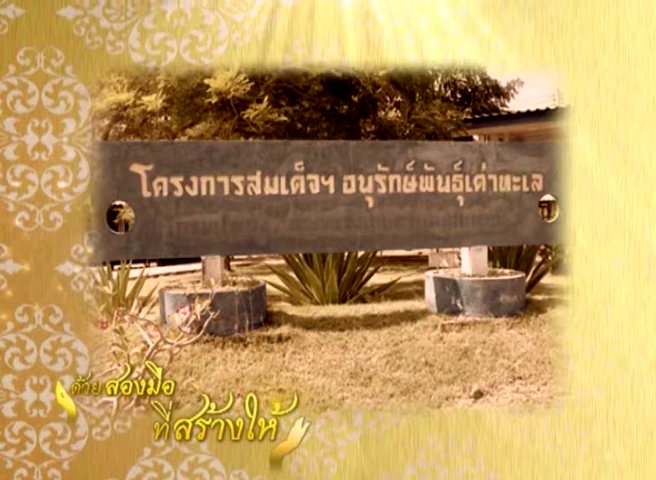 โครงการสมเด็จฯ อนุรักษ์พันธุ์เต่าทะเล
ด้วย สองมือ
ที่สร้างให้